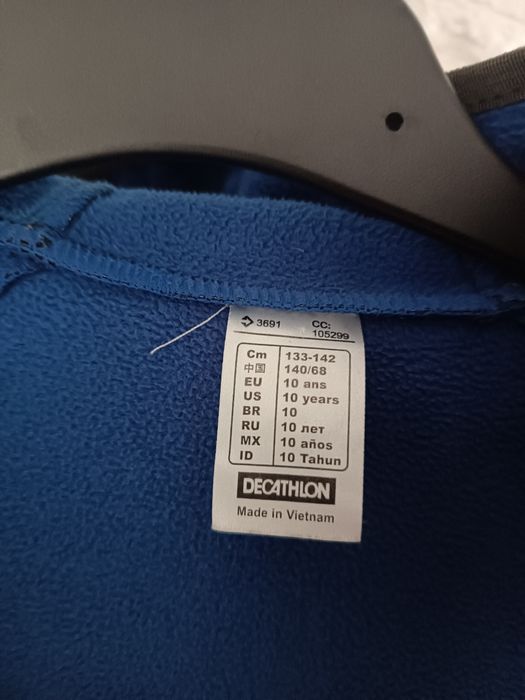 3691 CC:
105299
Cm 133-142
中国 140/68
EU 10 ans
US 10 years
BR 10
RU 10 лет
MX 10 años
ID 10 Tahun
DECATHLON
Made in Vietnam